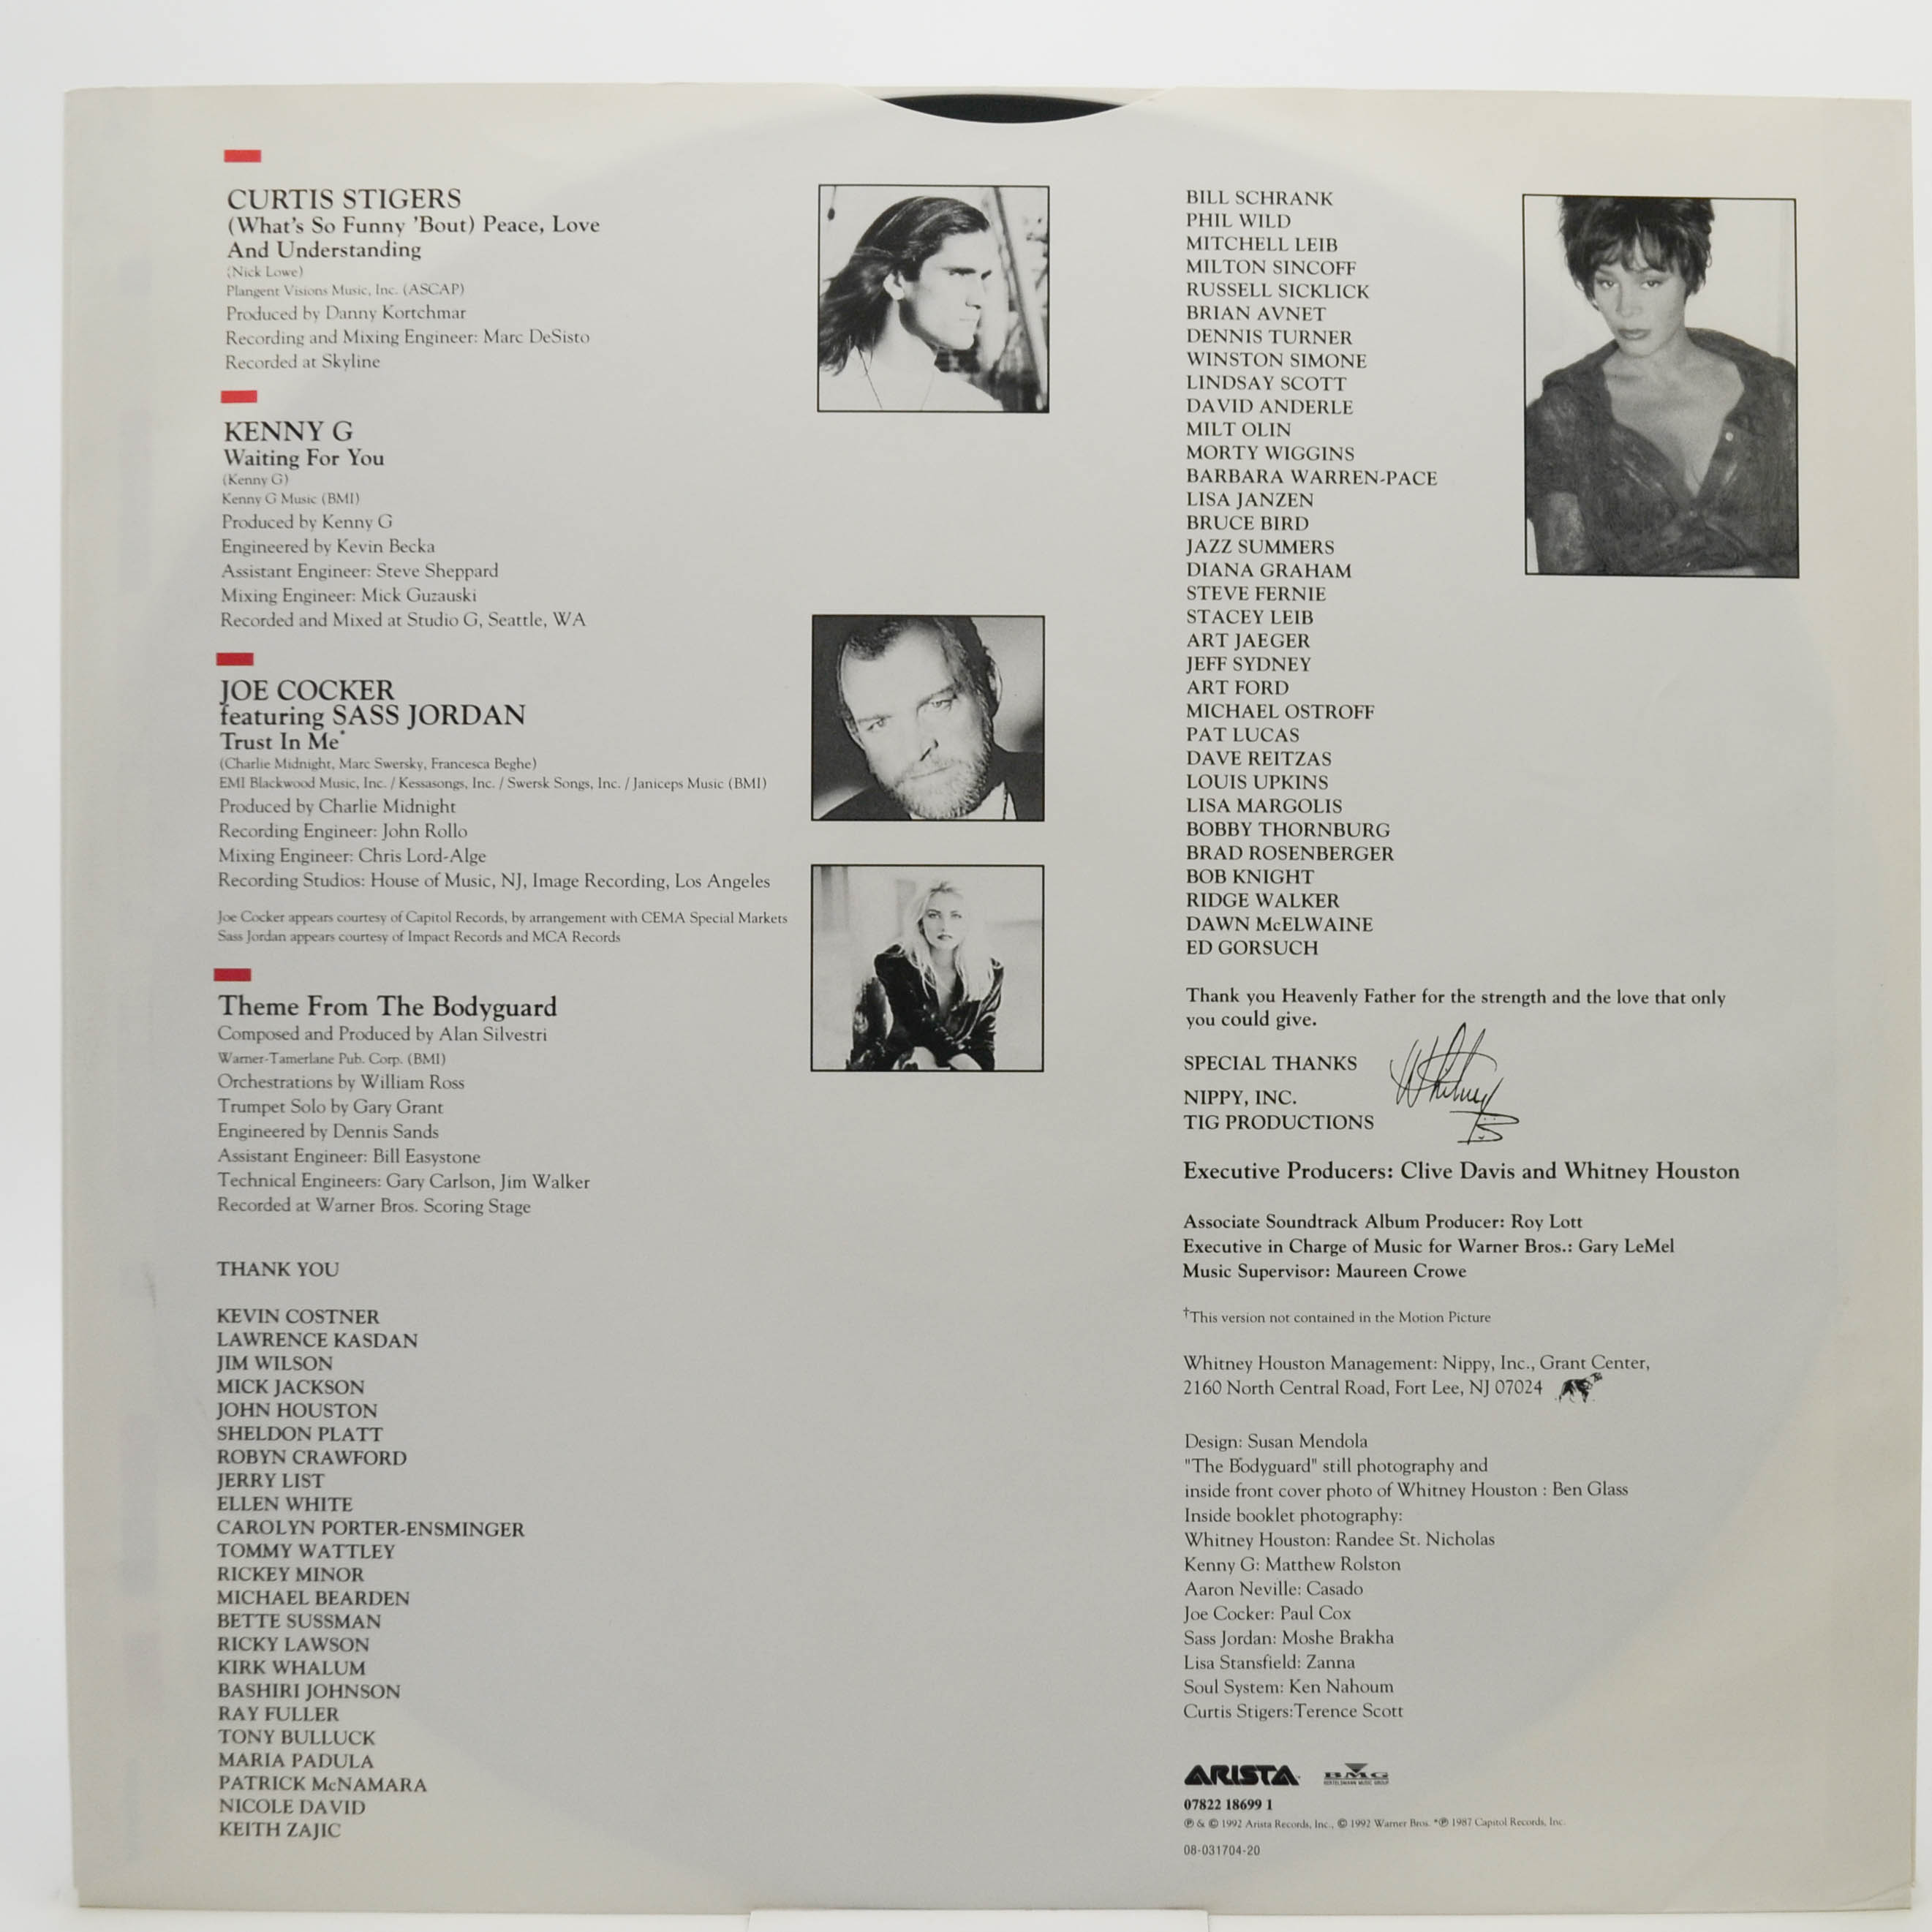 CURTIS STIGERS
(What's So Funny 'Bout) Peace, Love
And Understanding
(Nick Lowe)
Plangent Visions Music, Inc. (ASCAP)
Produced by Danny Kortchmar
Recording and Mixing Engineer: Marc DeSisto
Recorded at Skyline
KENNY G
Waiting For You
(Kenny G)
Kenny G Music (BMI)
Produced by Kenny G
Engineered by Kevin Becka
Assistant Engineer: Steve Sheppard
Mixing Engineer: Mick Guzauski
Recorded and Mixed at Studio G, Seattle, WA
JOE COCKER
featuring SASS JORDAN
Trust In Me*
(Charlie Midnight, Marc Swersky, Francesca Beghe)
EMI Blackwood Music, Inc. / Kessasongs, Inc. / Swersk Songs, Inc. / Janiceps Music (BMI)
Produced by Charlie Midnight
Recording Engineer: John Rollo
Mixing Engineer: Chris Lord-Alge
Recording Studios: House of Music, NJ, Image Recording, Los Angeles
Joe Cocker appears courtesy of Capitol Records, by arrangement with CEMA Special Markets
Sass Jordan appears courtesy of Impact Records and MCA Records
Theme From The Bodyguard
Composed and Produced by Alan Silvestri
Warner-Tamerlane Pub. Corp. (BMI)
Orchestrations by William Ross
Trumpet Solo by Gary Grant
Engineered by Dennis Sands
Assistant Engineer: Bill Easystone
Technical Engineers: Gary Carlson, Jim Walker
Recorded at Warner Bros. Scoring Stage
THANK YOU
KEVIN COSTNER
LAWRENCE KASDAN
JIM WILSON
MICK JACKSON
JOHN HOUSTON
SHELDON PLATT
ROBYN CRAWFORD
JERRY LIST
ELLEN WHITE
CAROLYN PORTER-ENSMINGER
TOMMY WATTLEY
RICKEY MINOR
MICHAEL BEARDEN
BETTE SUSSMAN
RICKY LAWSON
KIRK WHALUM
BASHIRI JOHNSON
RAY FULLER
TONY BULLUCK
MARIA PADULA
PATRICK McNAMARA
NICOLE DAVID
KEITH ZAJIC
BILL SCHRANK
PHIL WILD
MITCHELL LEIB
MILTON SINCOFF
RUSSELL SICKLICK
BRIAN AVNET
DENNIS TURNER
WINSTON SIMONE
LINDSAY SCOTT
DAVID ANDERLE
MILT OLIN
MORTY WIGGINS
BARBARA WARREN-PACE
LISA JANZEN
BRUCE BIRD
JAZZ SUMMERS
DIANA GRAHAM
STEVE FERNIE
STACEY LEIB
ART JAEGER
JEFF SYDNEY
ART FORD
MICHAEL OSTROFF
PAT LUCAS
DAVE REITZAS
LOUIS UPKINS
LISA MARGOLIS
BOBBY THORNBURG
BRAD ROSENBERGER
BOB KNIGHT
RIDGE WALKER
DAWN McELWAINE
ED GORSUCH
Thank you Heavenly Father for the strength and the love that only
you could give.
SPECIAL THANKS
Whitney
NIPPY, INC.
TIG PRODUCTIONS
Executive Producers: Clive Davis and Whitney Houston
Associate Soundtrack Album Producer: Roy Lott
Executive in Charge of Music for Warner Bros.: Gary LeMel
Music Supervisor: Maureen Crowe
†This version not contained in the Motion Picture
Whitney Houston Management: Nippy, Inc., Grant Center,
2160 North Central Road, Fort Lee, NJ 07024
Design: Susan Mendola
"The Bodyguard" still photography and
inside front cover photo of Whitney Houston : Ben Glass
Inside booklet photography:
Whitney Houston: Randee St. Nicholas
Kenny G: Matthew Rolston
Aaron Neville: Casado
Joe Cocker: Paul Cox
Sass Jordan: Moshe Brakha
Lisa Stansfield: Zanna
Soul System: Ken Nahoum
Curtis Stigers:Terence Scott
ARISTA BMG
BERTELSMANN MUSIC GROUP
07822 18699 1
℗ & © 1992 Arista Records, Inc., © 1992 Warner Bros. *℗ 1987 Capitol Records, Inc.
08-031704-20